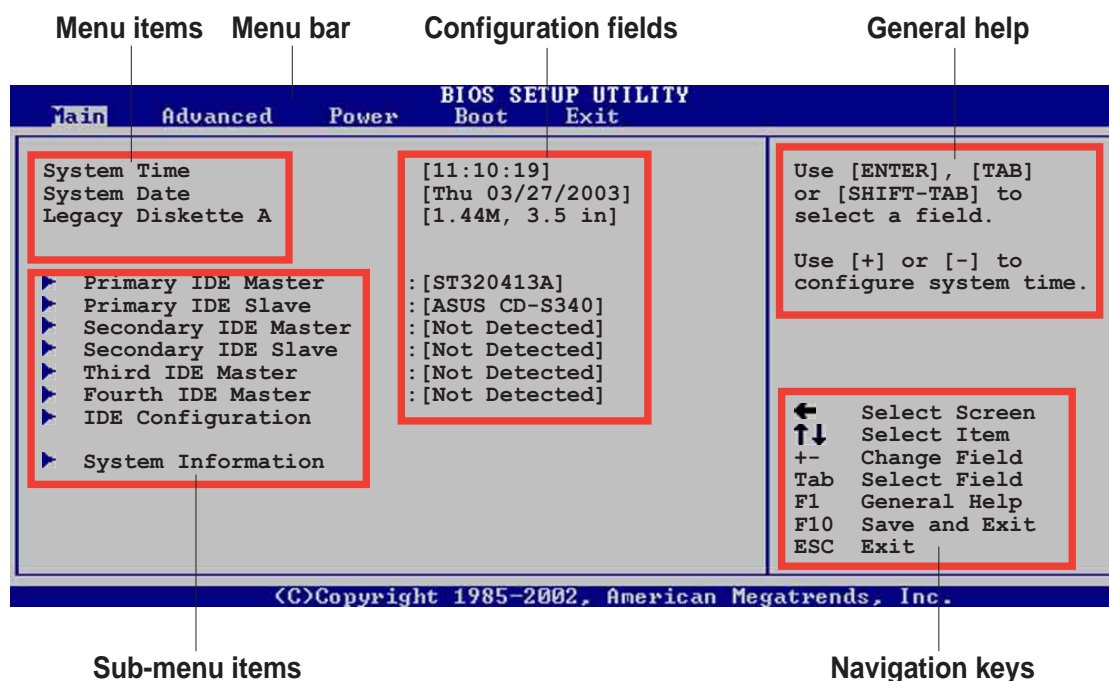 Menu items Menu bar Configuration fields General help
BIOS SETUP UTILITY
Main Advanced Power Boot Exit
System Time [11:10:19]
System Date [Thu 03/27/2003]
Legacy Diskette A [1.44M, 3.5 in]
Primary IDE Master :[ST320413A]
Primary IDE Slave :[ASUS CD-S340]
Secondary IDE Master :[Not Detected]
Secondary IDE Slave :[Not Detected]
Third IDE Master :[Not Detected]
Fourth IDE Master :[Not Detected]
IDE Configuration
System Information
Use [ENTER], [TAB]
or [SHIFT-TAB] to
select a field.
Use [+] or [-] to
configure system time.
← Select Screen
↑↓ Select Item
+- Change Field
Tab Select Field
F1 General Help
F10 Save and Exit
ESC Exit
(C)Copyright 1985-2002, American Megatrends, Inc.
Sub-menu items Navigation keys